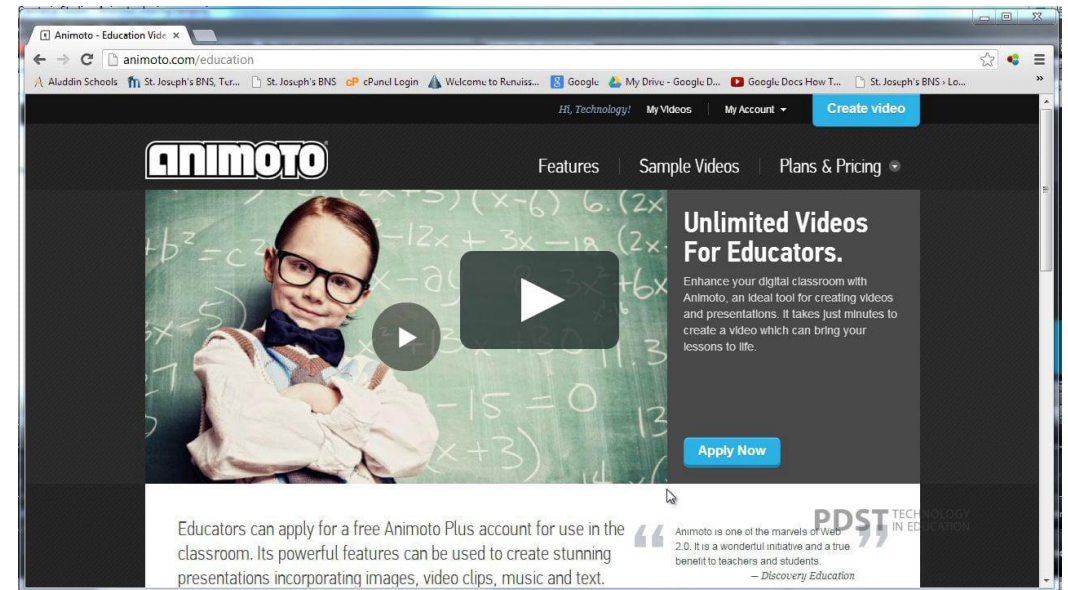 Animoto - Education Vide
animoto.com/education
Aladdin Schools St. Joseph's BNS, Ter... St. Joseph's BNS cPanel Login Welcome to Renaiss... Google My Drive - Google D... Google Docs How T... St. Joseph's BNS › Lo... »
Hi, Technology! My Videos My Account Create video
ANIMOTO
Features Sample Videos Plans & Pricing
Unlimited Videos
For Educators.
Enhance your digital classroom with
Animoto, an ideal tool for creating videos
and presentations. It takes just minutes to
create a video which can bring your
lessons to life.
Apply Now
Educators can apply for a free Animoto Plus account for use in the
classroom. Its powerful features can be used to create stunning
presentations incorporating images, video clips, music and text.
Animoto is one of the marvels of Web
2.0. It is a wonderful initiative and a true
benefit to teachers and students.
— Discovery Education
PDST TECHNOLOGY
IN EDUCATION